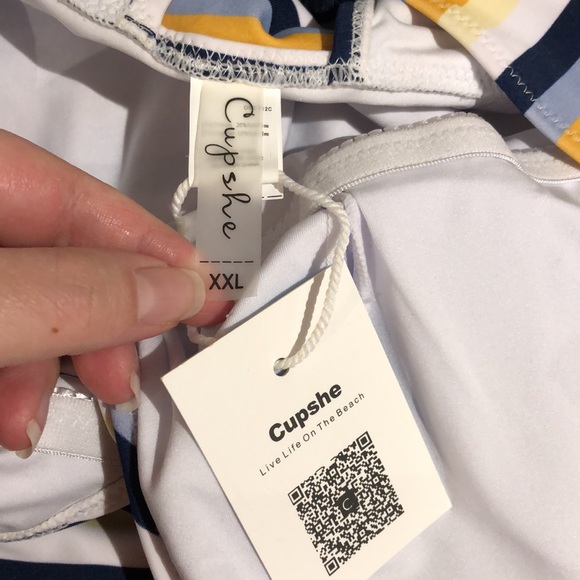 Cupshe
XXL
Cupshe
Live Life On The Beach
C